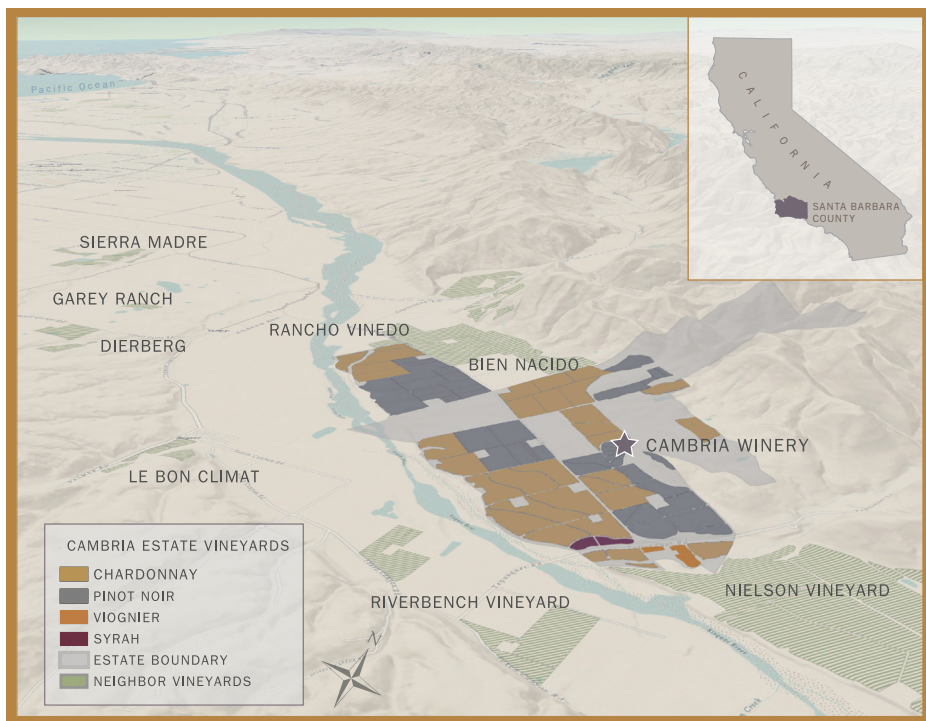 Pacific Ocean
CALIFORNIA
SANTA BARBARA
COUNTY
SIERRA MADRE
GAREY RANCH
RANCHO VINEDO
DIERBERG
BIEN NACIDO
CAMBRIA WINERY
LE BON CLIMAT
CAMBRIA ESTATE VINEYARDS
CHARDONNAY
PINOT NOIR
VIOGNIER
SYRAH
ESTATE BOUNDARY
NEIGHBOR VINEYARDS
NIELSON VINEYARD
RIVERBENCH VINEYARD
N